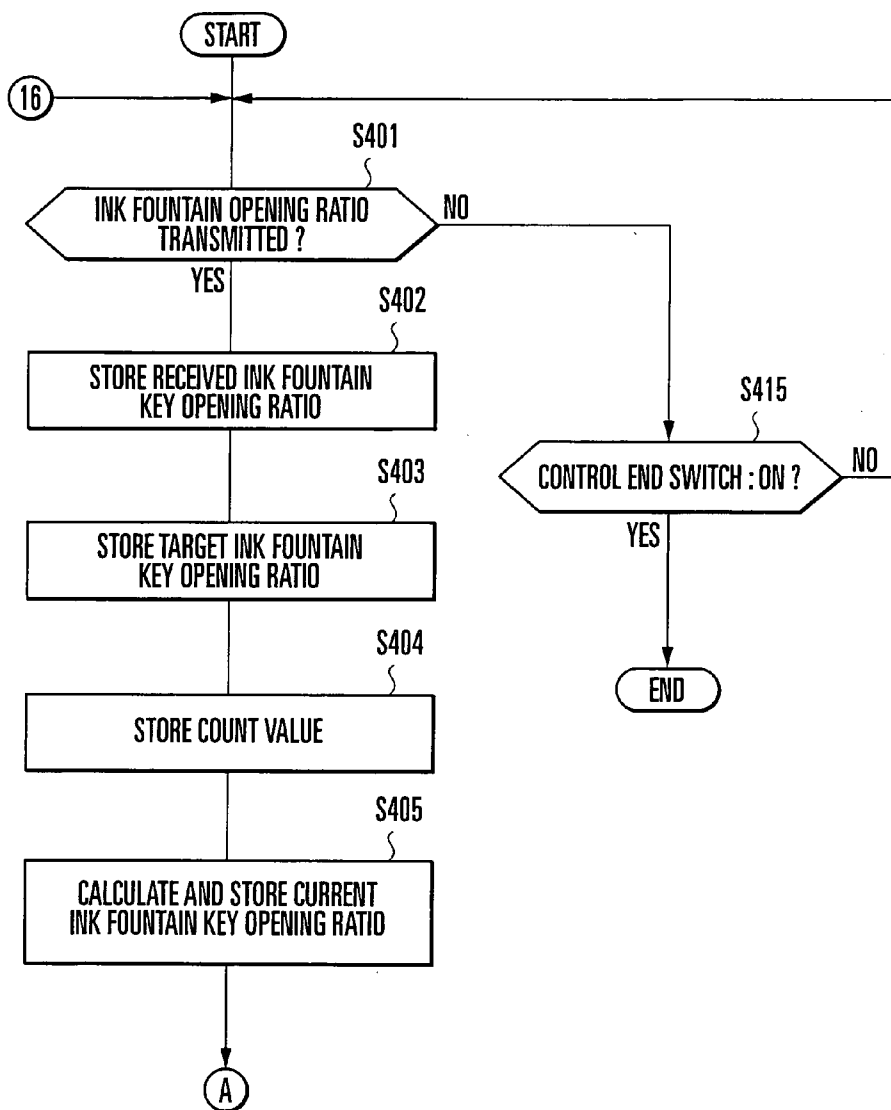 START
16
S401
INK FOUNTAIN OPENING RATIO
TRANSMITTED ?
NO
YES
S402
STORE RECEIVED INK FOUNTAIN
KEY OPENING RATIO
S415
CONTROL END SWITCH : ON ?
NO
YES
S403
STORE TARGET INK FOUNTAIN
KEY OPENING RATIO
S404
STORE COUNT VALUE
END
S405
CALCULATE AND STORE CURRENT
INK FOUNTAIN KEY OPENING RATIO
A